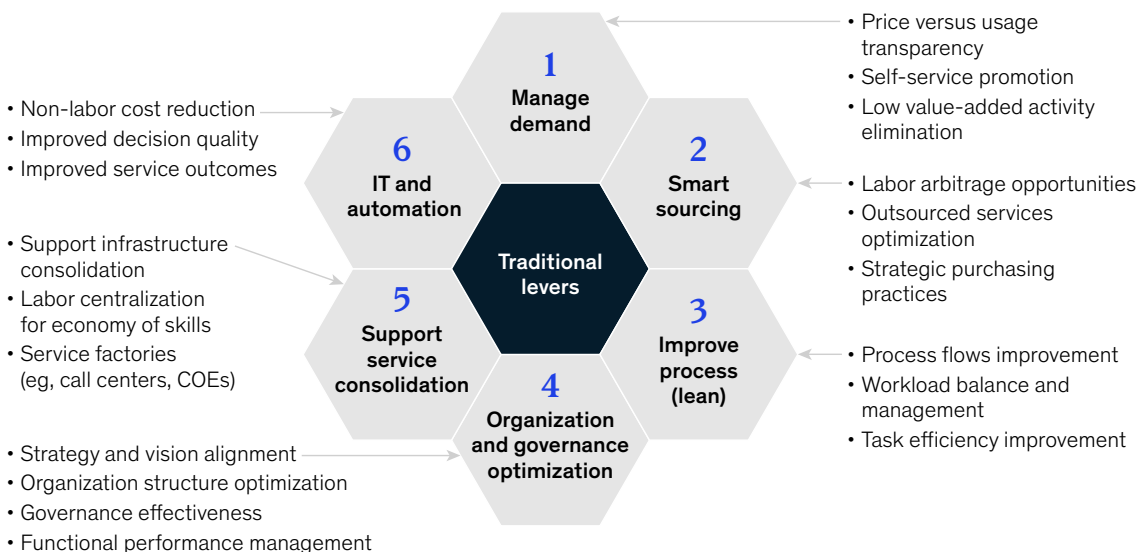 1
Manage
demand
• Price versus usage
transparency
• Self-service promotion
• Low value-added activity
elimination
2
Smart
sourcing
• Labor arbitrage opportunities
• Outsourced services
optimization
• Strategic purchasing
practices
3
Improve
process
(lean)
• Process flows improvement
• Workload balance and
management
• Task efficiency improvement
4
Organization
and governance
optimization
• Strategy and vision alignment
• Organization structure optimization
• Governance effectiveness
• Functional performance management
5
Support
service
consolidation
• Support infrastructure
consolidation
• Labor centralization
for economy of skills
• Service factories
(eg, call centers, COEs)
6
IT and
automation
• Non-labor cost reduction
• Improved decision quality
• Improved service outcomes
Traditional
levers